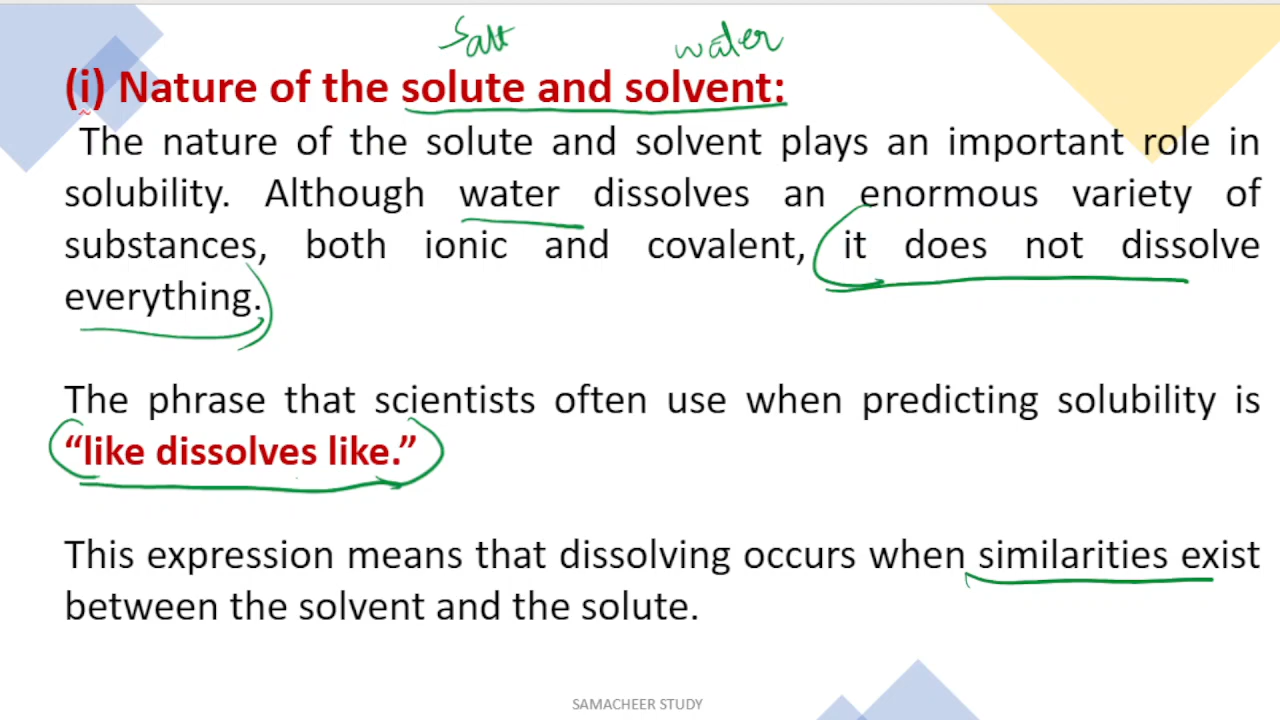 Salt water
(i) Nature of the solute and solvent:
The nature of the solute and solvent plays an important role in
solubility. Although water dissolves an enormous variety of
substances, both ionic and covalent, it does not dissolve
everything.
The phrase that scientists often use when predicting solubility is
“like dissolves like.”
This expression means that dissolving occurs when similarities exist
between the solvent and the solute.
SAMACHEER STUDY